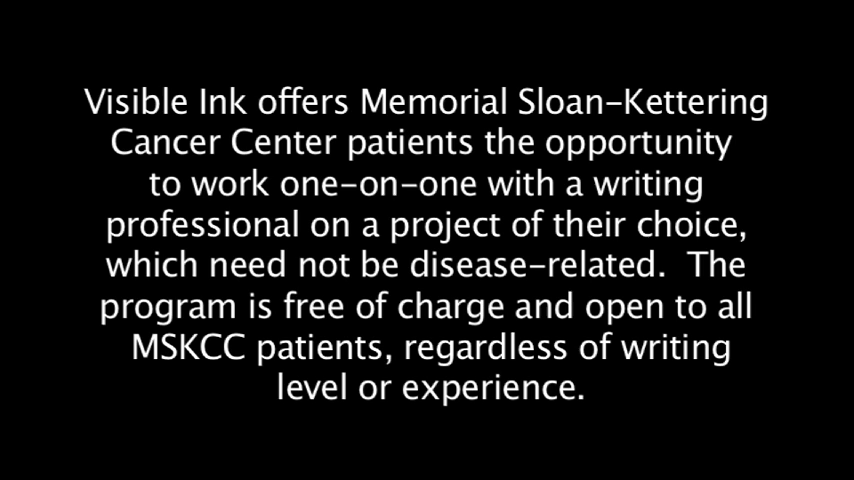 Visible Ink offers Memorial Sloan-Kettering
Cancer Center patients the opportunity
to work one-on-one with a writing
professional on a project of their choice,
which need not be disease-related.  The
program is free of charge and open to all
MSKCC patients, regardless of writing
level or experience.